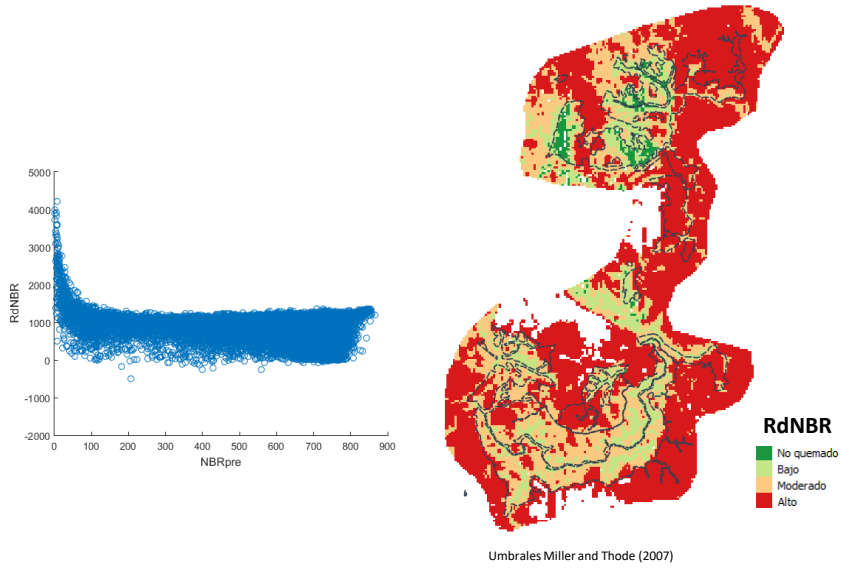 5000
4000
3000
2000
1000
0
-1000
-2000
RdNBR
0 100 200 300 400 500 600 700 800 900
NBRpre
RdNBR
No quemado
Bajo
Moderado
Alto
Umbrales Miller and Thode (2007)